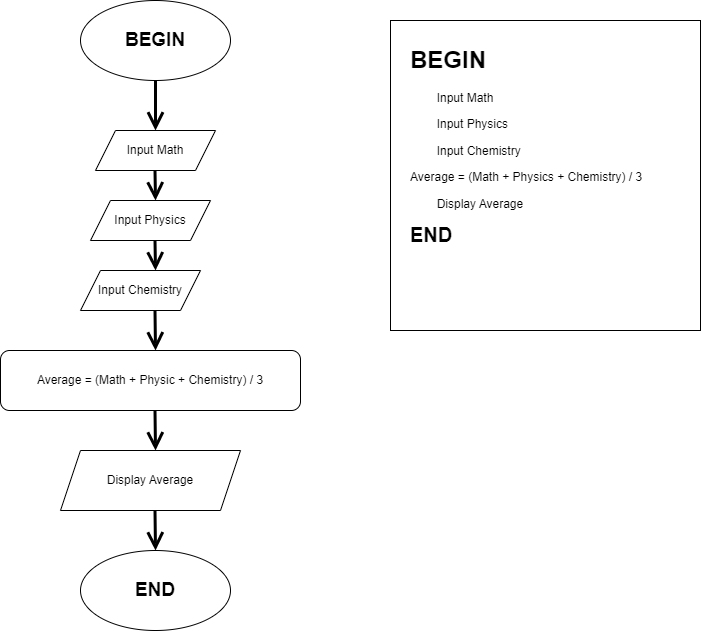 BEGIN
Input Math
Input Physics
Input Chemistry
Average = (Math + Physic + Chemistry) / 3
Display Average
END
BEGIN
Input Math
Input Physics
Input Chemistry
Average = (Math + Physics + Chemistry) / 3
Display Average
END